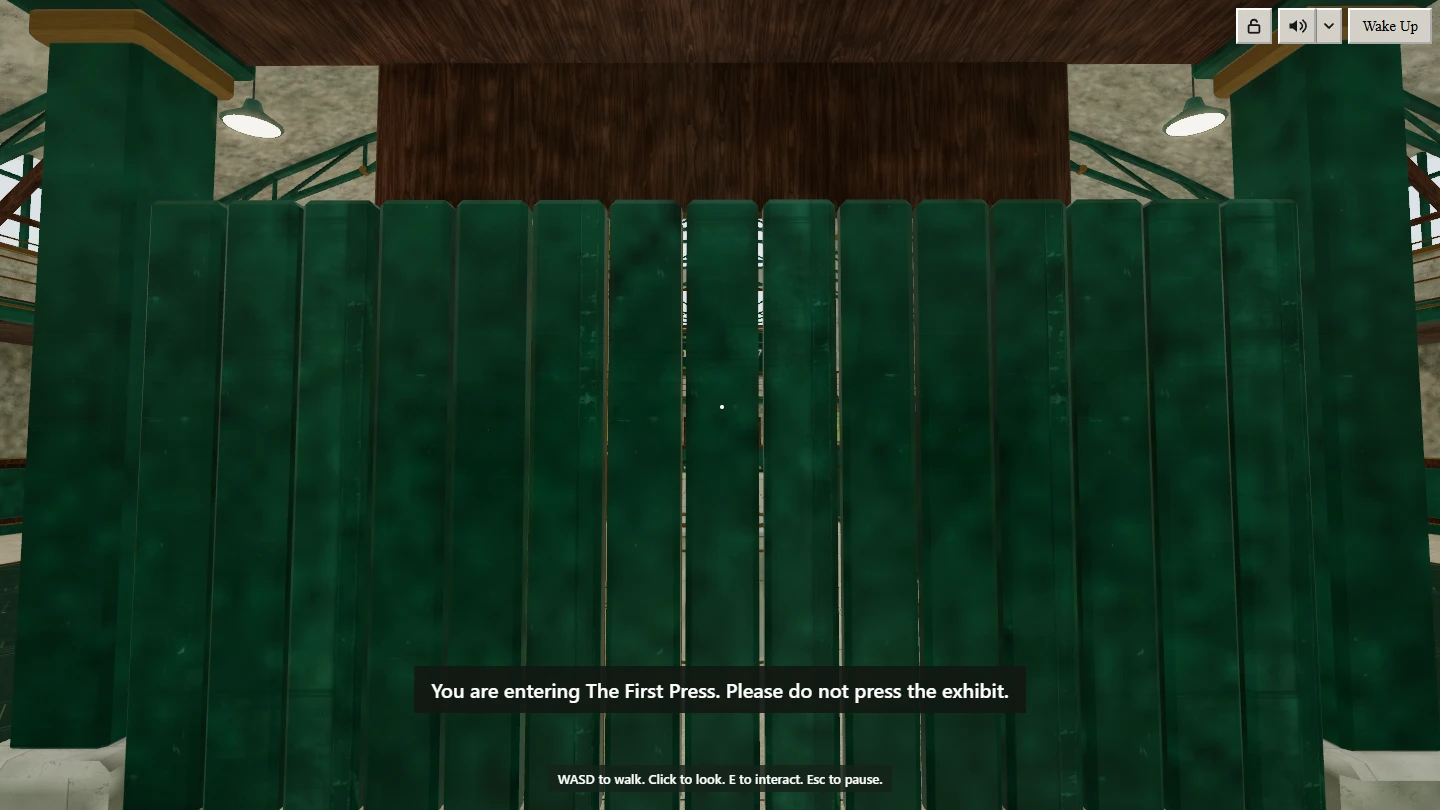 Wake Up
You are entering The First Press. Please do not press the exhibit.
WASD to walk. Click to look. E to interact. Esc to pause.